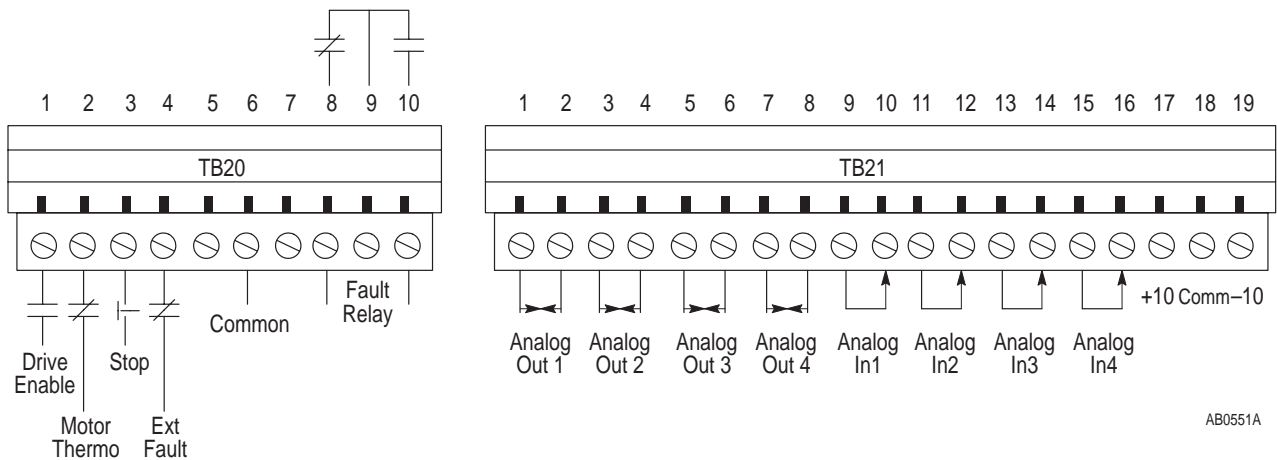 1 2 3 4 5 6 7 8 9 10
1 2 3 4 5 6 7 8 9 10 11 12 13 14 15 16 17 18 19
TB20
TB21
Drive
Enable
Motor
Thermo
Stop
Ext
Fault
Common
Fault
Relay
Analog
Out 1
Analog
Out 2
Analog
Out 3
Analog
Out 4
Analog
In1
Analog
In2
Analog
In3
Analog
In4
+10 Comm–10
AB0551A